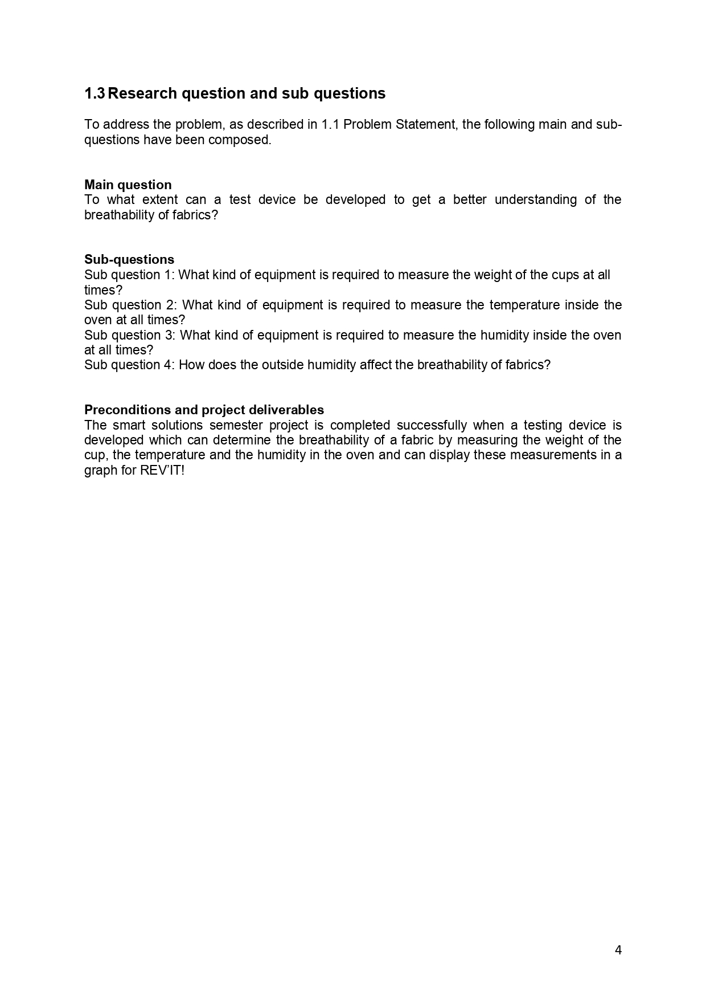 1.3 Research question and sub questions
To address the problem, as described in 1.1 Problem Statement, the following main and sub-
questions have been composed.
Main question
To what extent can a test device be developed to get a better understanding of the
breathability of fabrics?
Sub-questions
Sub question 1: What kind of equipment is required to measure the weight of the cups at all
times?
Sub question 2: What kind of equipment is required to measure the temperature inside the
oven at all times?
Sub question 3: What kind of equipment is required to measure the humidity inside the oven
at all times?
Sub question 4: How does the outside humidity affect the breathability of fabrics?
Preconditions and project deliverables
The smart solutions semester project is completed successfully when a testing device is
developed which can determine the breathability of a fabric by measuring the weight of the
cup, the temperature and the humidity in the oven and can display these measurements in a
graph for REV’IT!
4